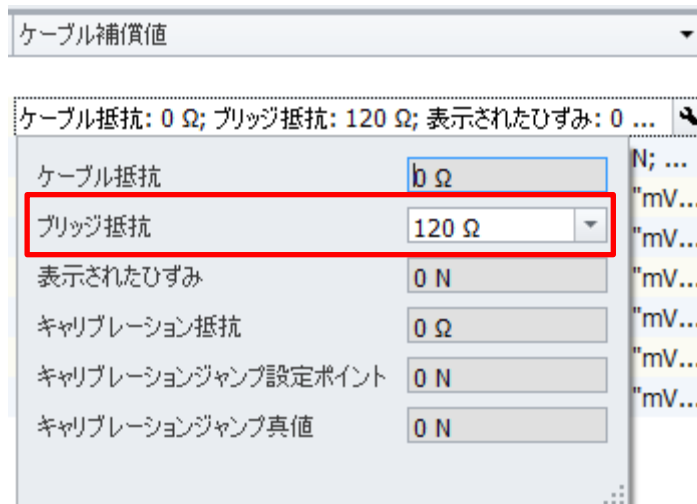 ケーブル補償値
ケーブル抵抗: 0 Ω; ブリッジ抵抗: 120 Ω; 表示されたひずみ: 0 ...
N; ...
ケーブル抵抗 0 Ω
"mV...
ブリッジ抵抗 120 Ω
"mV...
表示されたひずみ 0 N
"mV...
キャリブレーション抵抗 0 Ω
"mV...
キャリブレーションジャンプ設定ポイント 0 N
"mV...
キャリブレーションジャンプ真値 0 N
"mV...